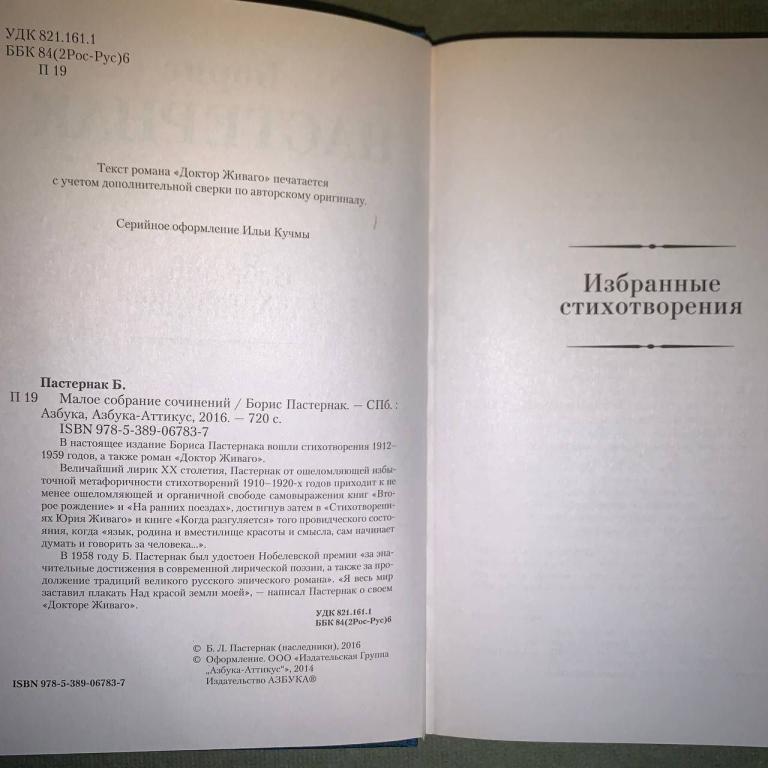 УДК 821.161.1
ББК 84(2Рос-Рус)6
П 19
Текст романа «Доктор Живаго» печатается
с учетом дополнительной сверки по авторскому оригиналу.
Серийное оформление Ильи Кучмы
Пастернак Б.
П 19 Малое собрание сочинений / Борис Пастернак. — СПб. :
Азбука, Азбука-Аттикус, 2016. — 720 с.
ISBN 978-5-389-06783-7
В настоящее издание Бориса Пастернака вошли стихотворения 1912–
1959 годов, а также роман «Доктор Живаго».
Величайший лирик XX столетия, Пастернак от ошеломляющей избы-
точной метафоричности стихотворений 1910–1920-х годов приходит к не
менее ошеломляющей и органичной свободе самовыражения книг «Вто-
рое рождение» и «На ранних поездах», достигнув затем в «Стихотворени-
ях Юрия Живаго» и книге «Когда разгуляется» того провидческого состо-
яния, когда «язык, родина и вместилище красоты и смысла, сам начинает
думать и говорить за человека...».
В 1958 году Б. Пастернак был удостоен Нобелевской премии «за зна-
чительные достижения в современной лирической поэзии, а также за про-
должение традиций великого русского эпического романа». «Я весь мир
заставил плакать Над красой земли моей», — написал Пастернак о своем
«Докторе Живаго».
УДК 821.161.1
ББК 84(2Рос-Рус)6
© Б. Л. Пастернак (наследники), 2016
© Оформление. ООО «Издательская Группа
„Азбука-Аттикус“», 2014
Издательство АЗБУКА®
ISBN 978-5-389-06783-7
Избранные
стихотворения